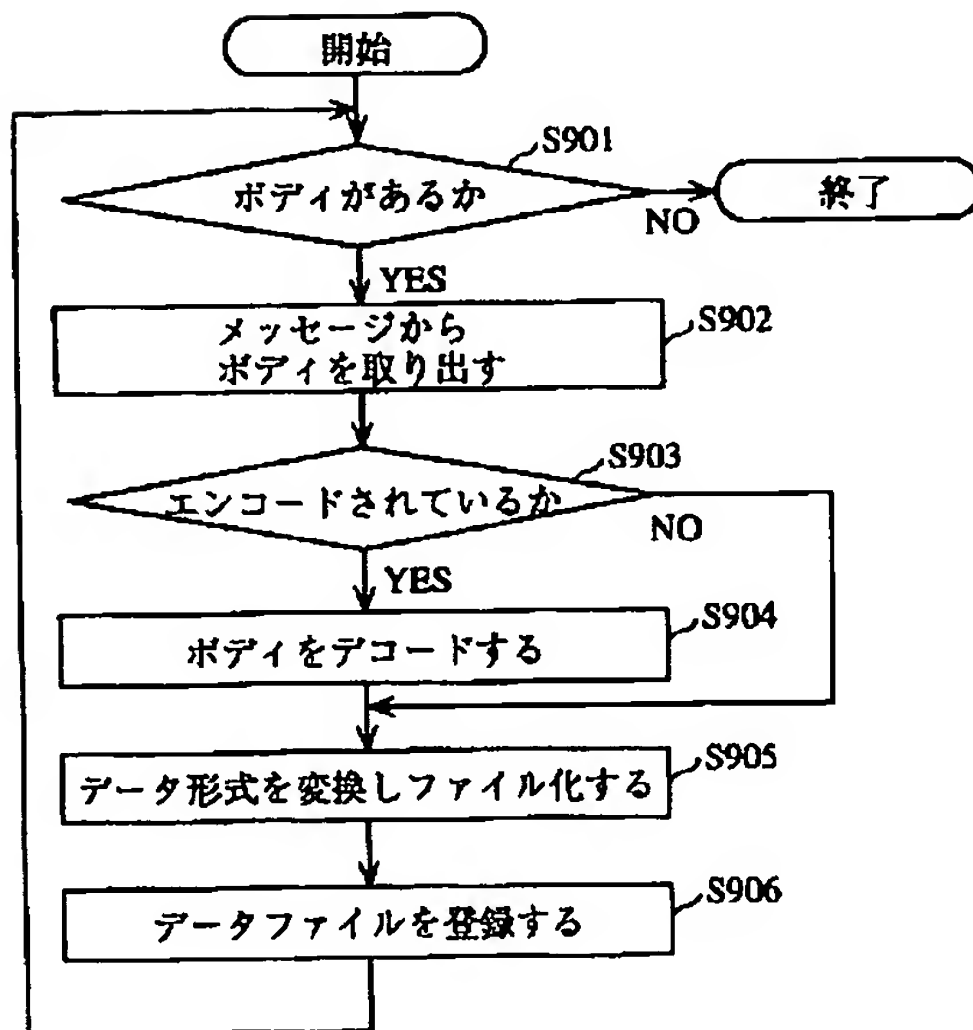 開始
S901
ボディがあるか
終了
NO
YES
S902
メッセージから
ボディを取り出す
S903
エンコードされているか
NO
YES
S904
ボディをデコードする
S905
データ形式を変換しファイル化する
S906
データファイルを登録する